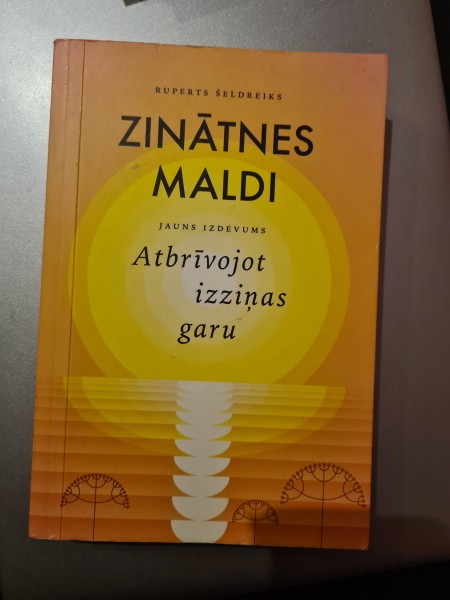 RUPERTS ŠELDREIKS
ZINĀTNES
MALDI
JAUNS IZDEVUMS
Atbrīvojot
izziņas
garu